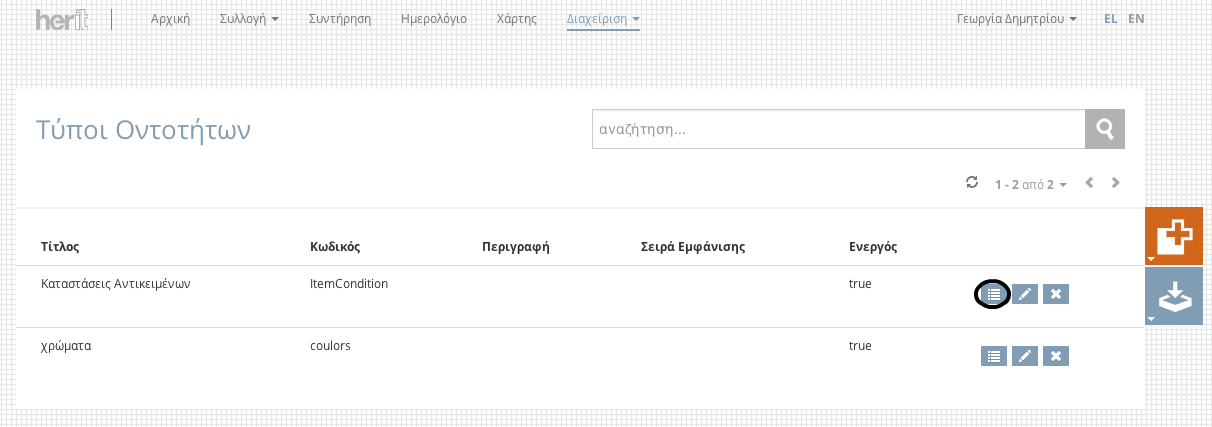 herit Αρχική Συλλογή Συντήρηση Ημερολόγιο Χάρτης Διαχείριση Γεωργία Δημητρίου EL EN
Τύποι Οντοτήτων αναζήτηση...
1 - 2 από 2
Τίτλος Κωδικός Περιγραφή Σειρά Εμφάνισης Ενεργός
Καταστάσεις Αντικειμένων ItemCondition true
χρώματα coulors true